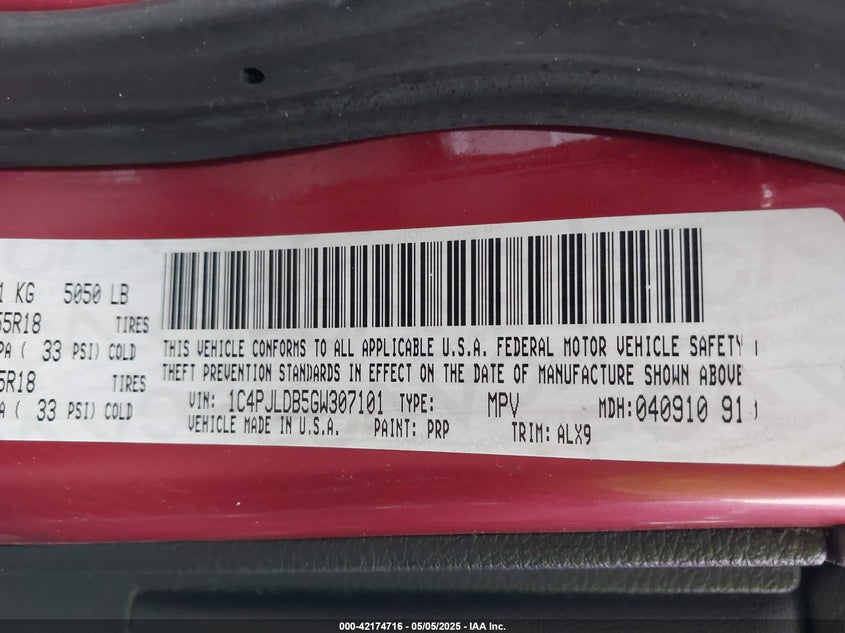 1 KG 5050 LB
55R18 TIRES
PA ( 33 PSI) COLD
5R18 TIRES
A ( 33 PSI) COLD
THIS VEHICLE CONFORMS TO ALL APPLICABLE U.S.A. FEDERAL MOTOR VEHICLE SAFETY
THEFT PREVENTION STANDARDS IN EFFECT ON THE DATE OF MANUFACTURE SHOWN ABOVE
VIN: 1C4PJLDB5GW307101 TYPE: MPV MDH:040910 91
VEHICLE MADE IN U.S.A. PAINT: PRP TRIM: ALX9
000-42174716 - 05/05/2025 - IAA Inc.